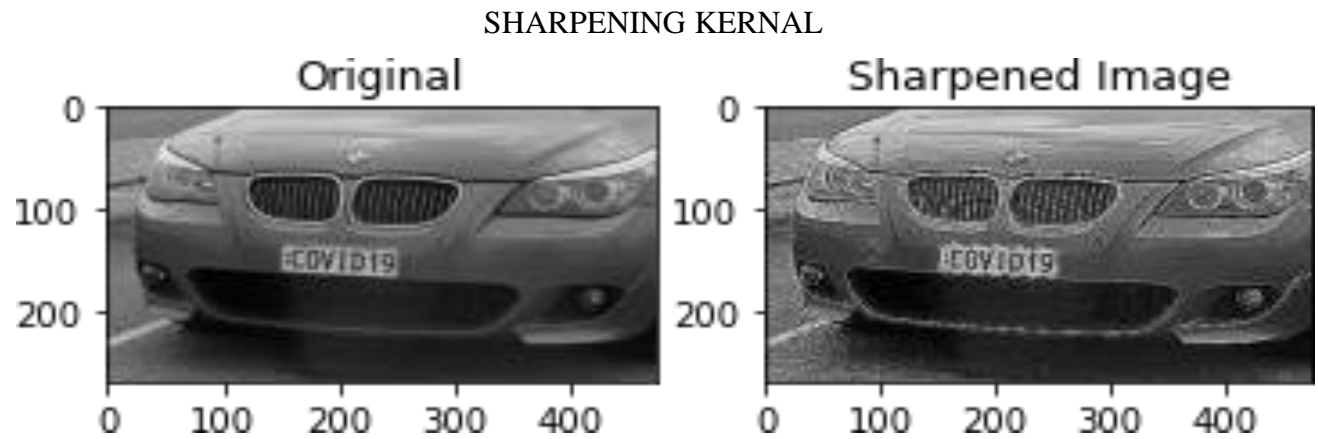 SHARPENING KERNAL
Original
Sharpened Image
0
100
200
0
100
200
COVID19
COVID19
0 100 200 300 400
0 100 200 300 400